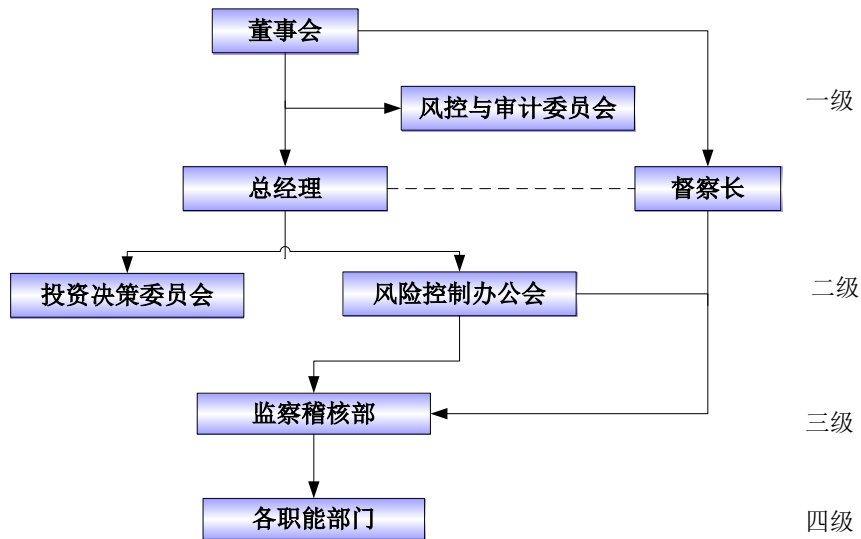 董事会
风控与审计委员会
一级
总经理
督察长
投资决策委员会
风险控制办公会
二级
监察稽核部
三级
各职能部门
四级